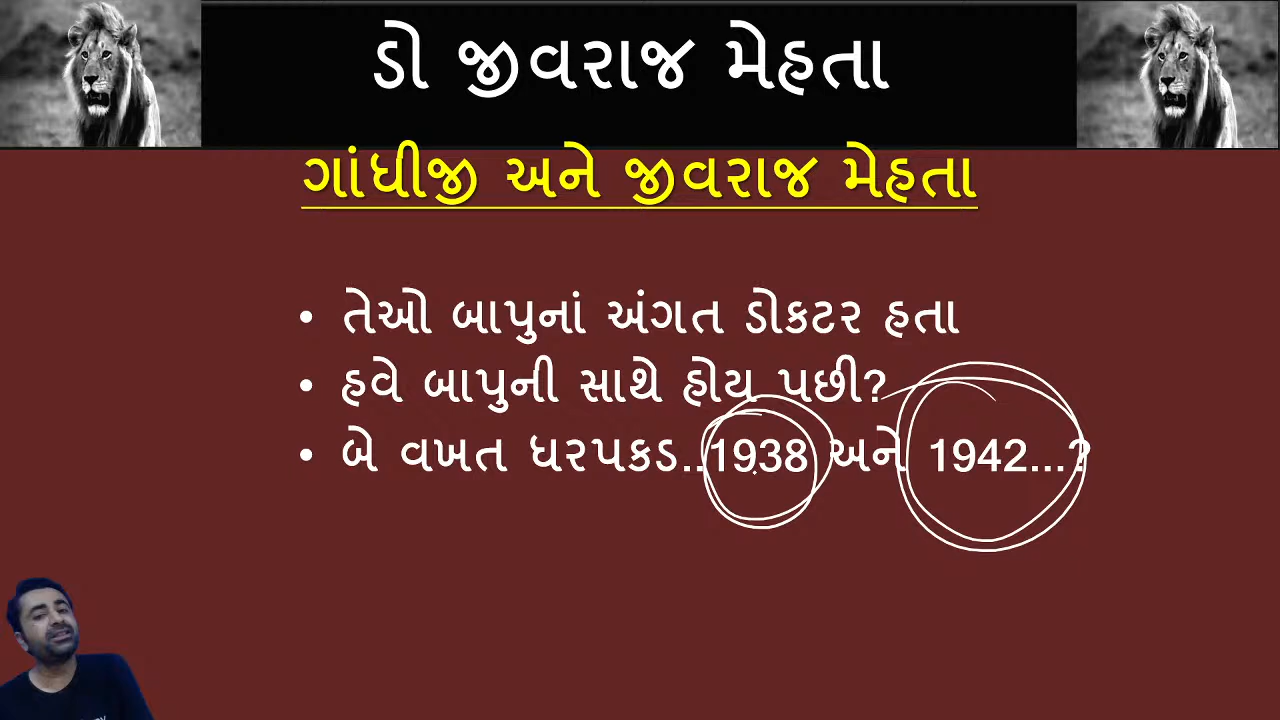 ડો જીવરાજ મેહતા
ગાંધીજી અને જીવરાજ મેહતા
• તેઓ બાપુનાં અંગત ડોકટર હતા
• હવે બાપુની સાથે હોય પછી?
• બે વખત ધરપકડ..1938 અને 1942...?